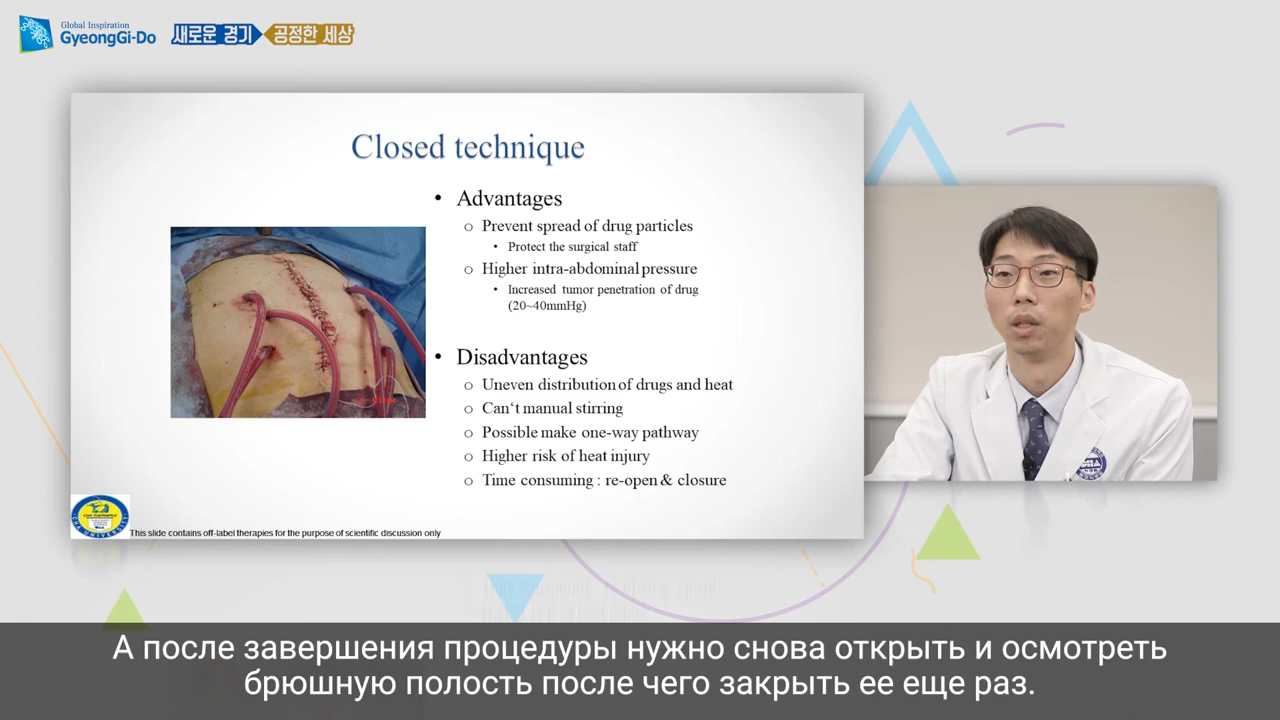 Global Inspiration
GyeongGi-Do
새로운 경기
공정한 세상
Closed technique
• Advantages
o Prevent spread of drug particles
• Protect the surgical staff
o Higher intra-abdominal pressure
• Increased tumor penetration of drug
(20~40mmHg)
• Disadvantages
o Uneven distribution of drugs and heat
o Can‘t manual stirring
o Possible make one-way pathway
o Higher risk of heat injury
o Time consuming : re-open & closure
This slide contains off-label therapies for the purpose of scientific discussion only
А после завершения процедуры нужно снова открыть и осмотреть
брюшную полость после чего закрыть ее еще раз.